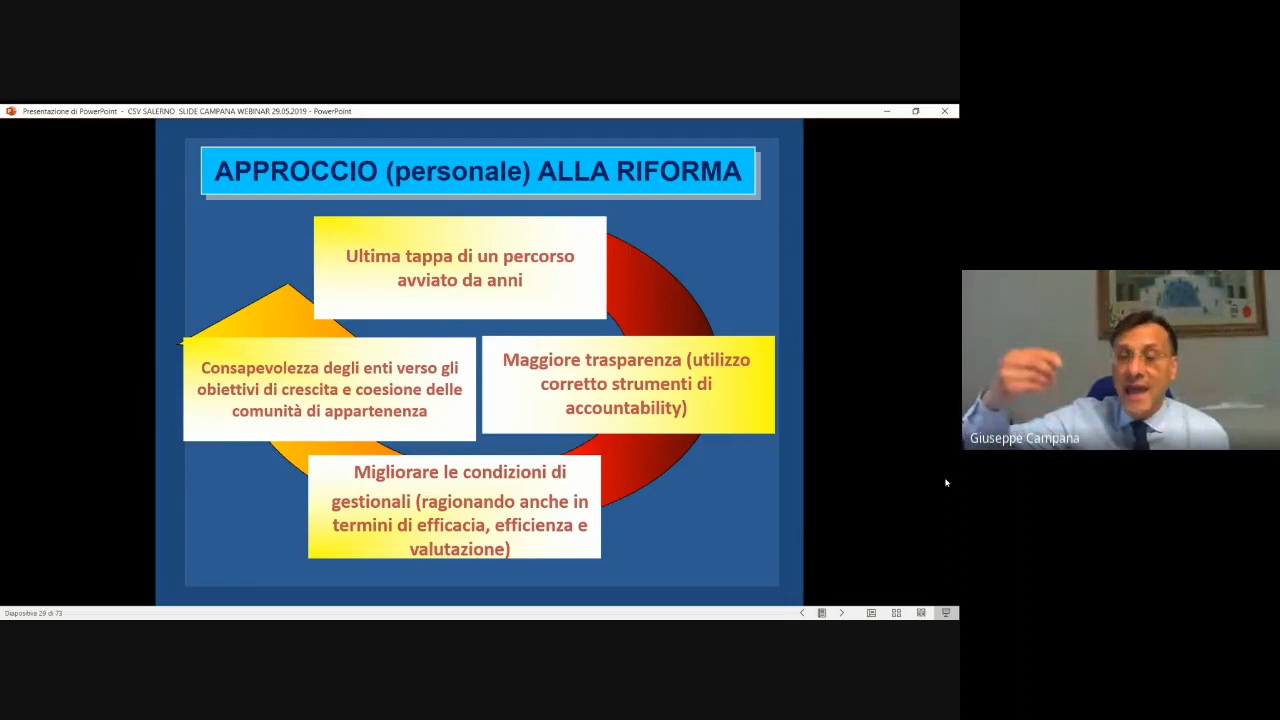 Presentazione di PowerPoint - CSV SALERNO SLIDE CAMPANA WEBINAR 29.05.2019 - PowerPoint
APPROCCIO (personale) ALLA RIFORMA
Ultima tappa di un percorso
avviato da anni
Maggiore trasparenza (utilizzo
corretto strumenti di
accountability)
Migliorare le condizioni di
gestionali (ragionando anche in
termini di efficacia, efficienza e
valutazione)
Consapevolezza degli enti verso gli
obiettivi di crescita e coesione delle
comunità di appartenenza
Giuseppe Campana
Diapositiva 29 di 73